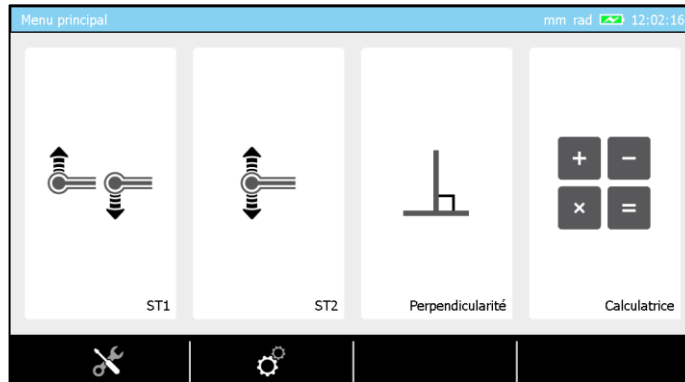 Menu principal
mm rad 12:02:16
ST1
ST2
Perpendicularité
Calculatrice